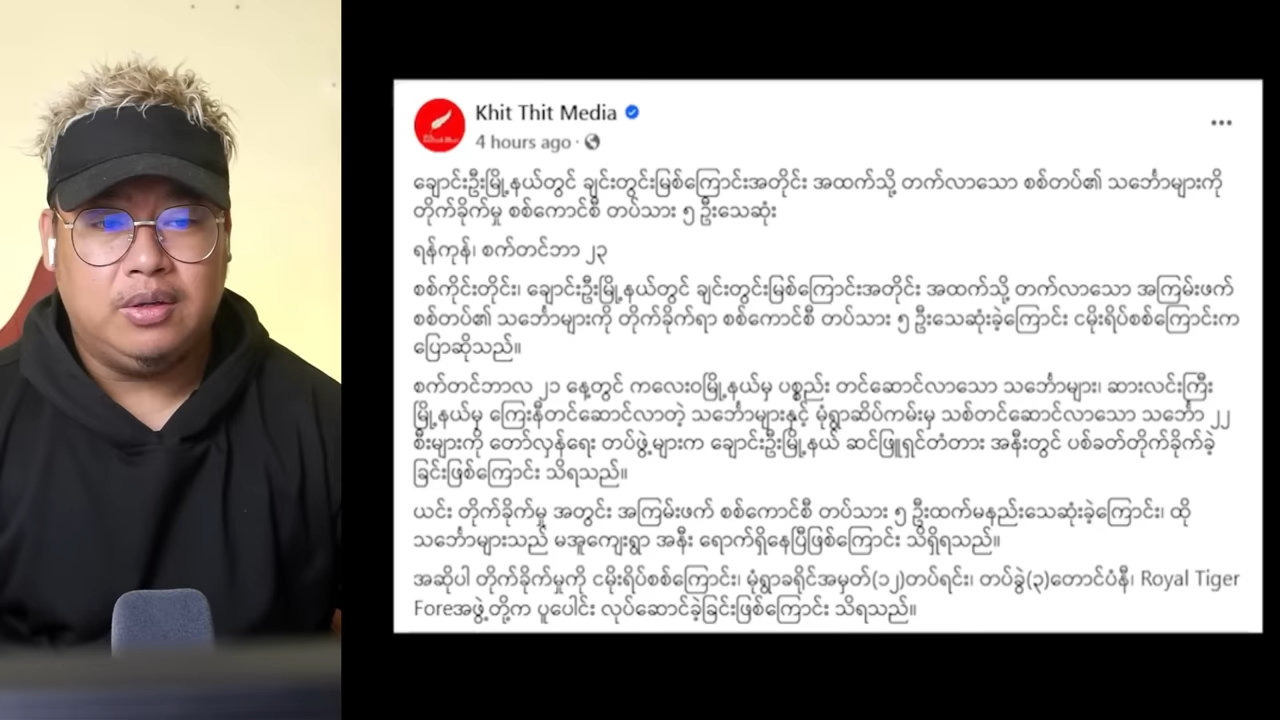 Khit Thit Media
4 hours ago ·
ချောင်းဦးမြို့နယ်တွင် ချင်းတွင်းမြစ်ကြောင်းအတိုင်း အထက်သို့ တက်လာသော စစ်တပ်၏ သင်္ဘောများကို
တိုက်ခိုက်မှု စစ်ကောင်စီ တပ်သား ၅ ဦးသေဆုံး
ရန်ကုန်၊ စက်တင်ဘာ ၂၃
စစ်ကိုင်းတိုင်း၊ ချောင်းဦးမြို့နယ်တွင် ချင်းတွင်းမြစ်ကြောင်းအတိုင်း အထက်သို့ တက်လာသော အကြမ်းဖက်
စစ်တပ်၏ သင်္ဘောများကို တိုက်ခိုက်ရာ စစ်ကောင်စီ တပ်သား ၅ ဦးသေဆုံးခဲ့ကြောင်း ငမိုးရိပ်စစ်ကြောင်းက
ပြောဆိုသည်။
စက်တင်ဘာလ ၂၁ နေ့တွင် ကလေးဝမြို့နယ်မှ ပစ္စည်း တင်ဆောင်လာသော သင်္ဘောများ၊ ဆားလင်းကြီး
မြို့နယ်မှ ကြေးနီတင်ဆောင်လာတဲ့ သင်္ဘောများနှင့် မုံရွာဆိပ်ကမ်းမှ သစ်တင်ဆောင်လာသော သင်္ဘော ၂၂
စီးများကို တော်လှန်ရေး တပ်ဖွဲ့များက ချောင်းဦးမြို့နယ် ဆင်ဖြူရှင်တံတား အနီးတွင် ပစ်ခတ်တိုက်ခိုက်ခဲ့
ခြင်းဖြစ်ကြောင်း သိရသည်။
ယင်း တိုက်ခိုက်မှု အတွင်း အကြမ်းဖက် စစ်ကောင်စီ တပ်သား ၅ ဦးထက်မနည်းသေဆုံးခဲ့ကြောင်း၊ ထို
သင်္ဘောများသည် မအူကျေးရွာ အနီး ရောက်ရှိနေပြီဖြစ်ကြောင်း သိရှိရသည်။
အဆိုပါ တိုက်ခိုက်မှုကို ငမိုးရိပ်စစ်ကြောင်း၊ မုံရွာခရိုင်အမှတ်(၁၂)တပ်ရင်း၊ တပ်ခွဲ(၃)တောင်ပံနီ၊ Royal Tiger
Foreအဖွဲ့တို့က ပူပေါင်း လုပ်ဆောင်ခဲ့ခြင်းဖြစ်ကြောင်း သိရသည်။